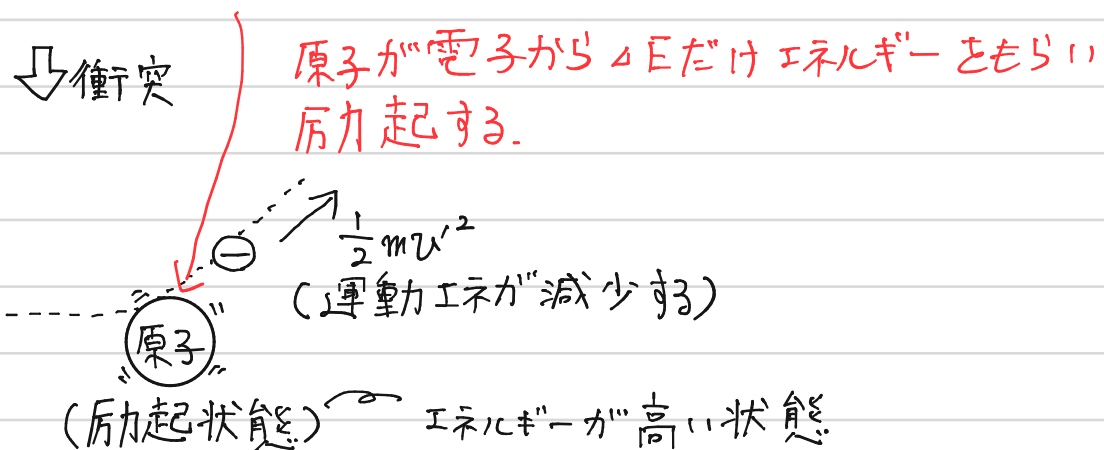 ⇩衝突
原子が電子から⊿Eだけエネルギーをもらい
励起する.
⊖
1/2 mv'²
(運動エネが減少する)
原子
(励起状態) エネルギーが高い状態